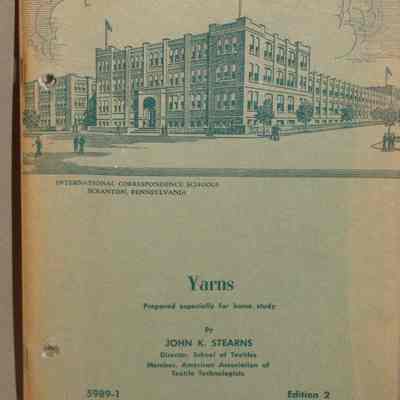 INTERNATIONAL CORRESPONDENCE SCHOOLS
SCRANTON, PENNSYLVANIA
Yarns
Prepared especially for home study
By
JOHN K. STEARNS
Director, School of Textiles
Member, American Association of
Textile Technologists
5989-1 Edition 2